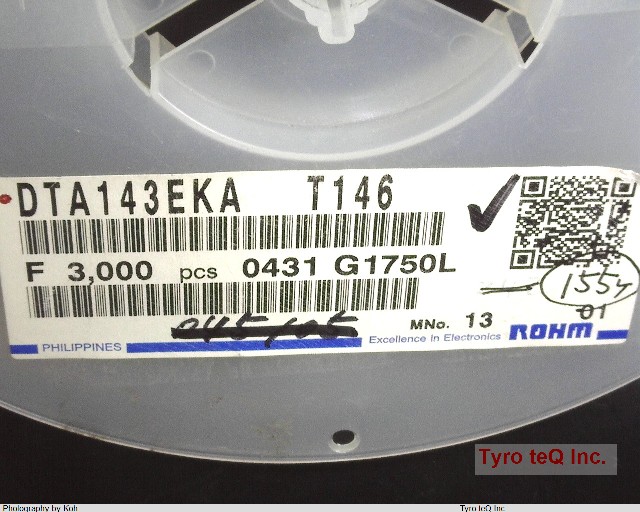 DTA143EKA T146
F 3,000 pcs 0431 G1750L
155y
01
MNo. 13
PHILIPPINES Excellence in Electronics ROHM
Tyro teQ Inc.
Photography by Koh Tyro teQ Inc